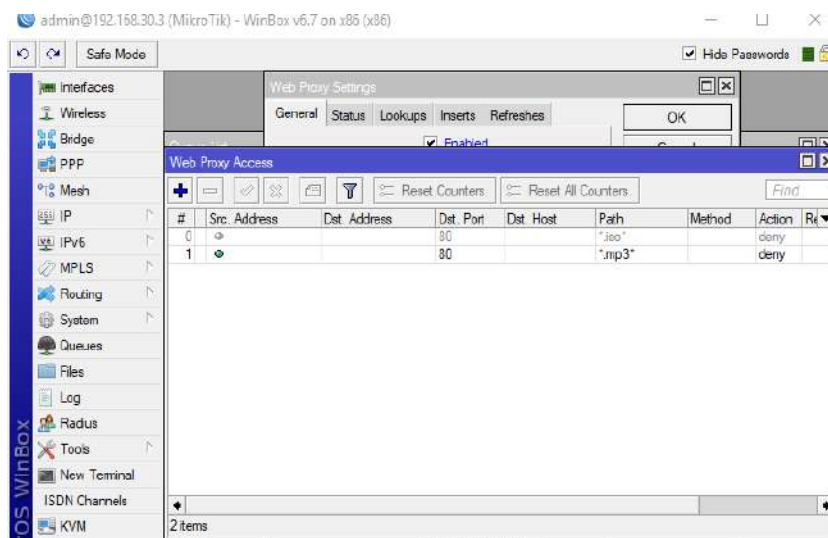 admin@192.168.30.3 (MikroTik) - WinBox v6.7 on x86 (x86)
Safe Mode
Hide Passwords
Interfaces
Wireless
Bridge
PPP
Mesh
IP
IPv6
MPLS
Routing
System
Queues
Files
Log
Radius
Tools
New Terminal
ISDN Channels
KVM
OS WinBox
Web Proxy Settings
General Status Lookups Inserts Refreshes
OK
Enabled
Web Proxy Access
Reset Counters Reset All Counters Find
# Src. Address Dst. Address Dst. Port Dst. Host Path Method Action
0 80 *.iso* deny
1 80 *.mp3* deny
2 items